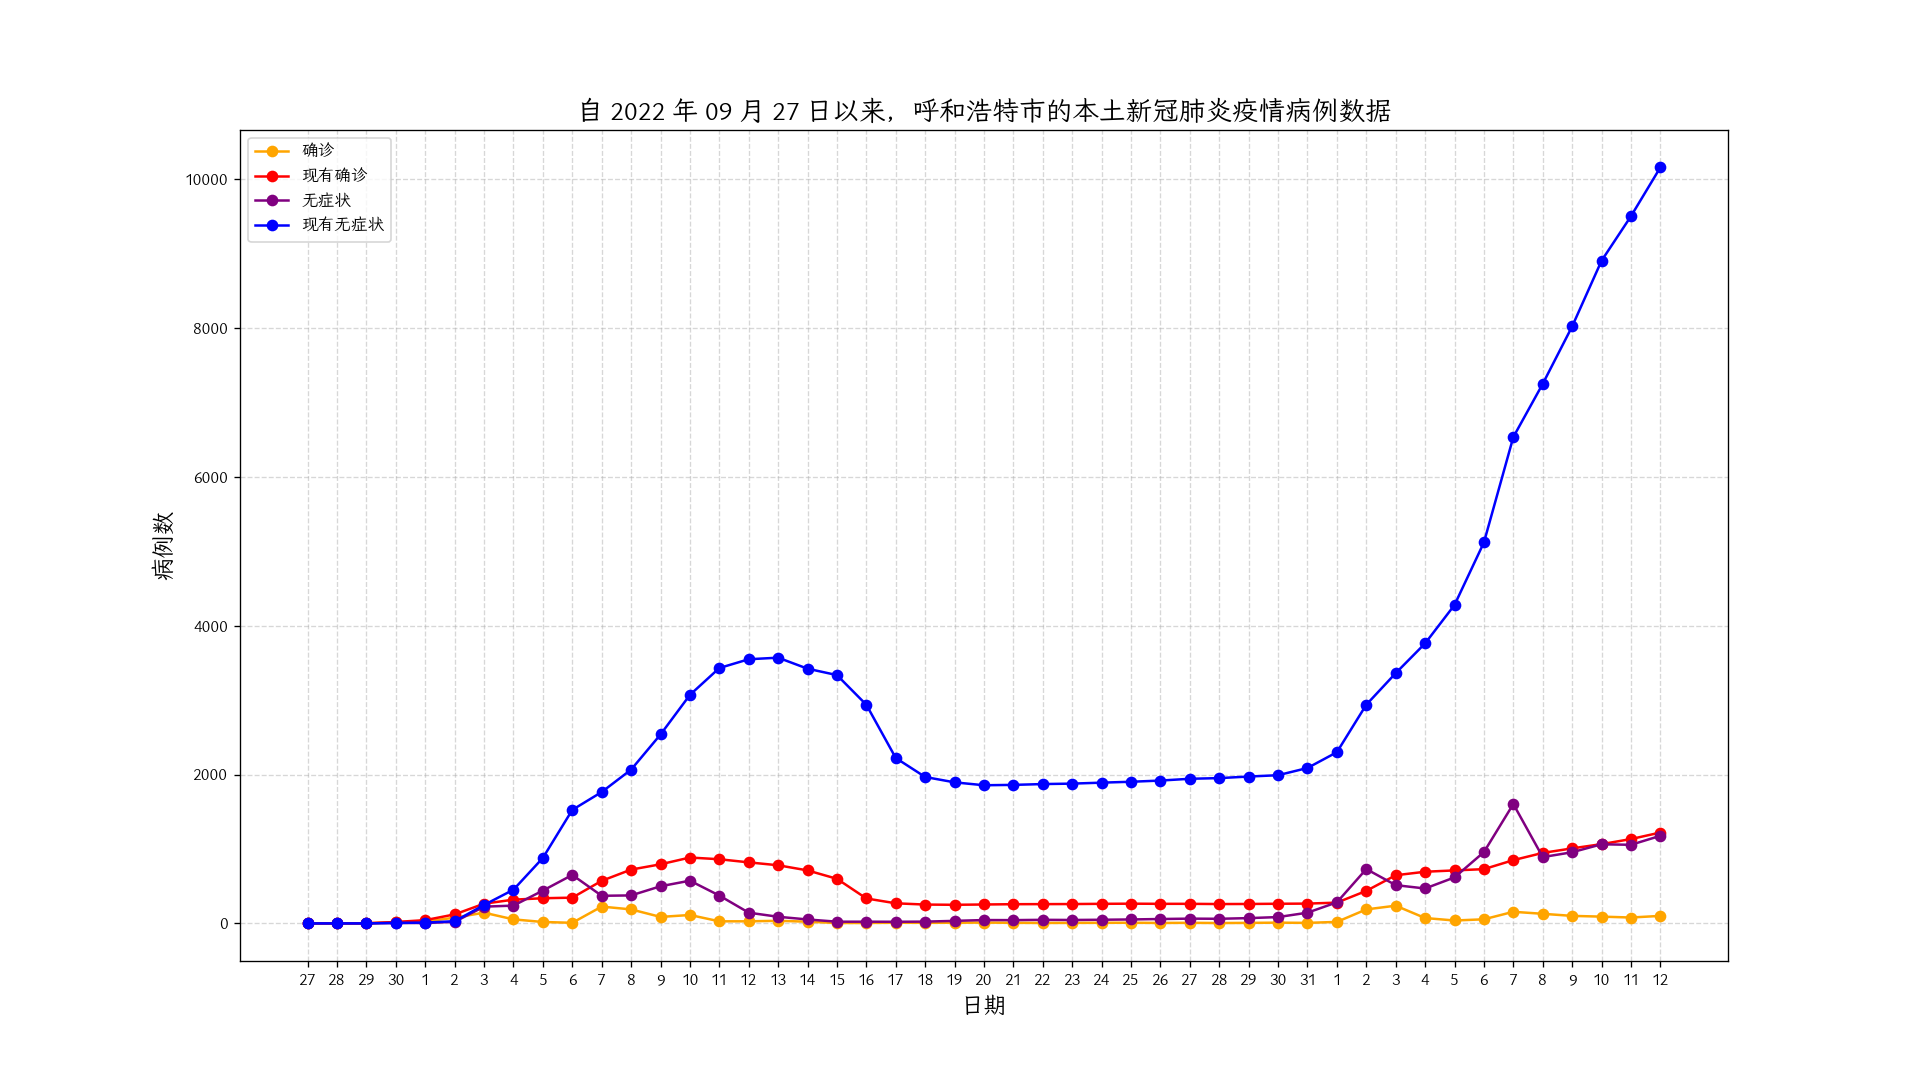 自 2022 年 09 月 27 日以来，呼和浩特市的本土新冠肺炎疫情病例数据
确诊
现有确诊
无症状
现有无症状
10000
8000
6000
4000
2000
0
病例数
27 28 29 30 1 2 3 4 5 6 7 8 9 10 11 12 13 14 15 16 17 18 19 20 21 22 23 24 25 26 27 28 29 30 31 1 2 3 4 5 6 7 8 9 10 11 12
日期